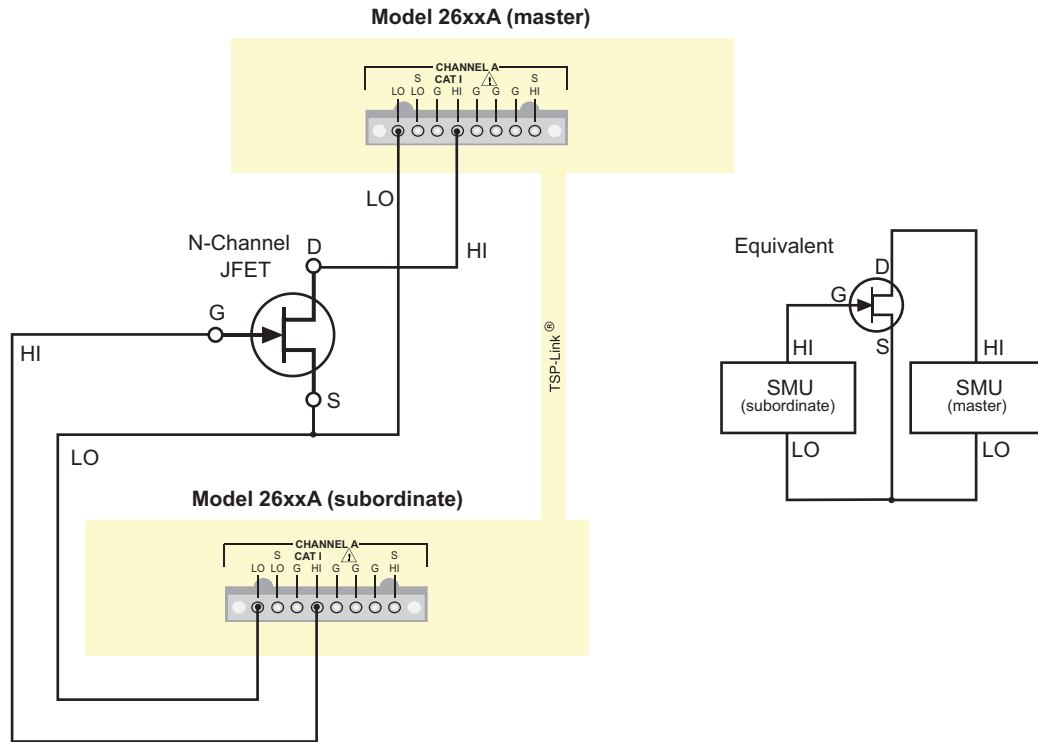 Model 26xxA (master)
CHANNEL A
S CAT I S
LO LO G HI G G G HI
LO
HI
N-Channel
JFET
D
G
HI
S
LO
TSP-Link®
Equivalent
D
G
S
HI HI
SMU
(subordinate)
SMU
(master)
LO LO
Model 26xxA (subordinate)
CHANNEL A
S CAT I S
LO LO G HI G G G HI